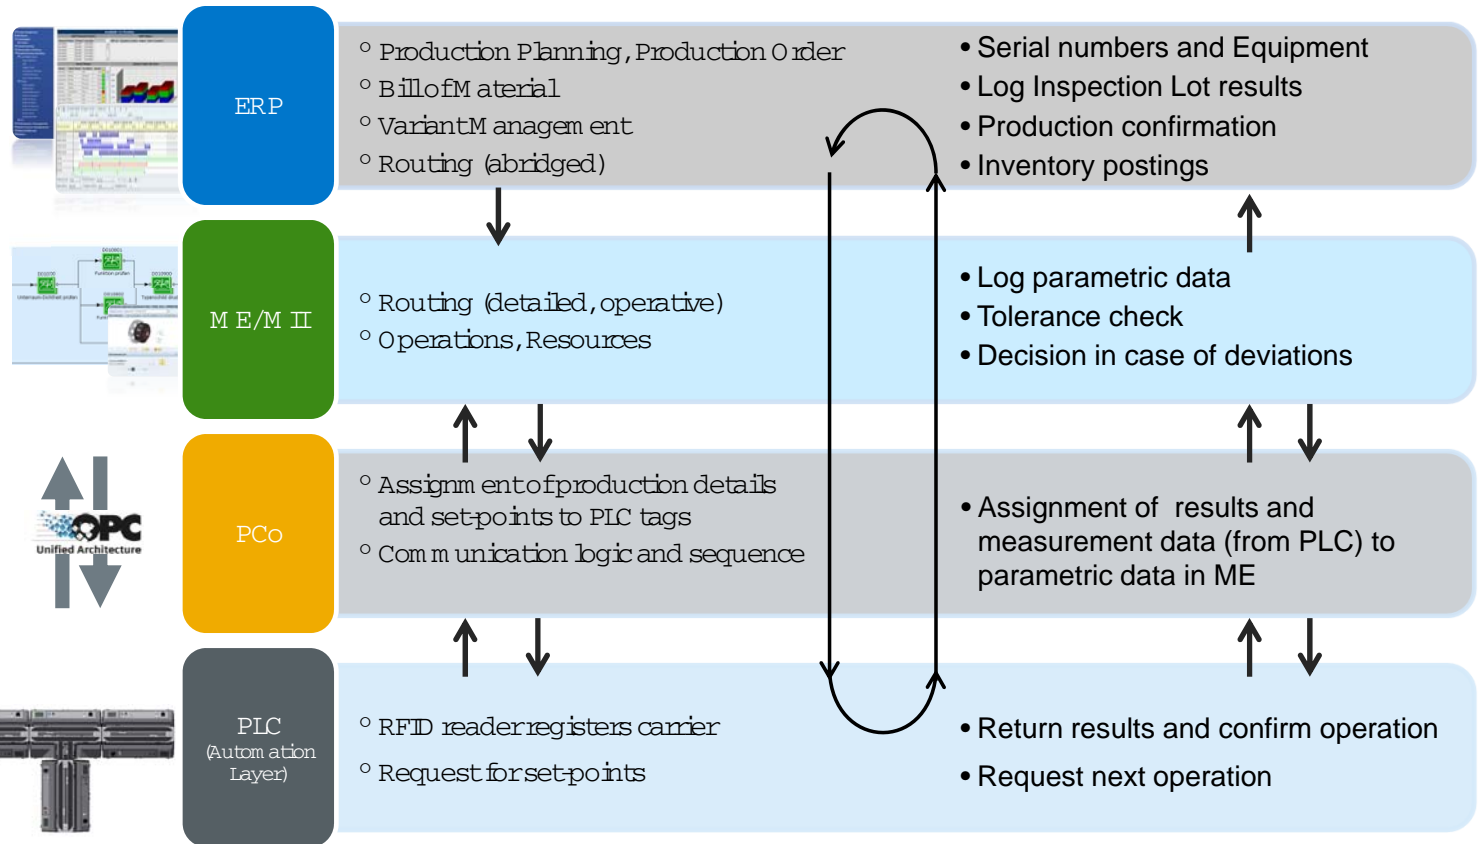 ERP
° Production Planning, Production Order
° Bill of Material
° Variant Management
° Routing (abridged)
• Serial numbers and Equipment
• Log Inspection Lot results
• Production confirmation
• Inventory postings
ME/MII
° Routing (detailed, operative)
° Operations, Resources
• Log parametric data
• Tolerance check
• Decision in case of deviations
OPC
Unified Architecture
PCo
° Assignment of production details
and set-points to PLC tags
° Communication logic and sequence
• Assignment of results and
measurement data (from PLC) to
parametric data in ME
PLC
(Automation
Layer)
° RFID reader registers carrier
° Request for set-points
• Return results and confirm operation
• Request next operation